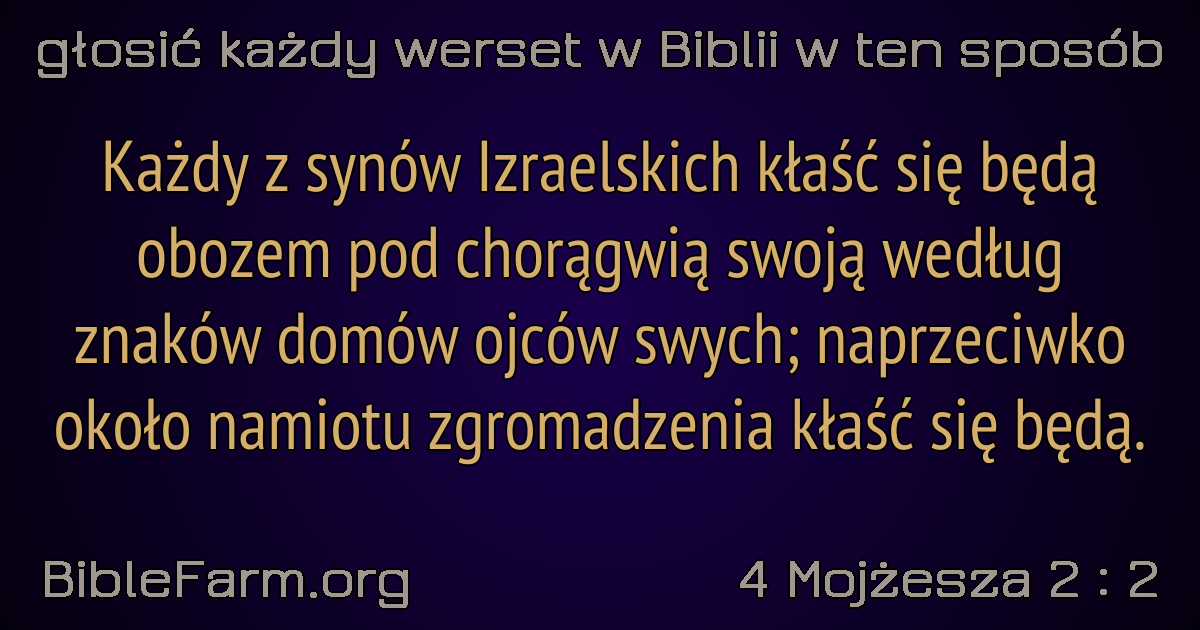 głosić każdy werset w Biblii w ten sposób
Każdy z synów Izraelskich kłaść się będą
obozem pod chorągwią swoją według
znaków domów ojców swych; naprzeciwko
około namiotu zgromadzenia kłaść się będą.
BibleFarm.org
4 Mojżesza 2 : 2